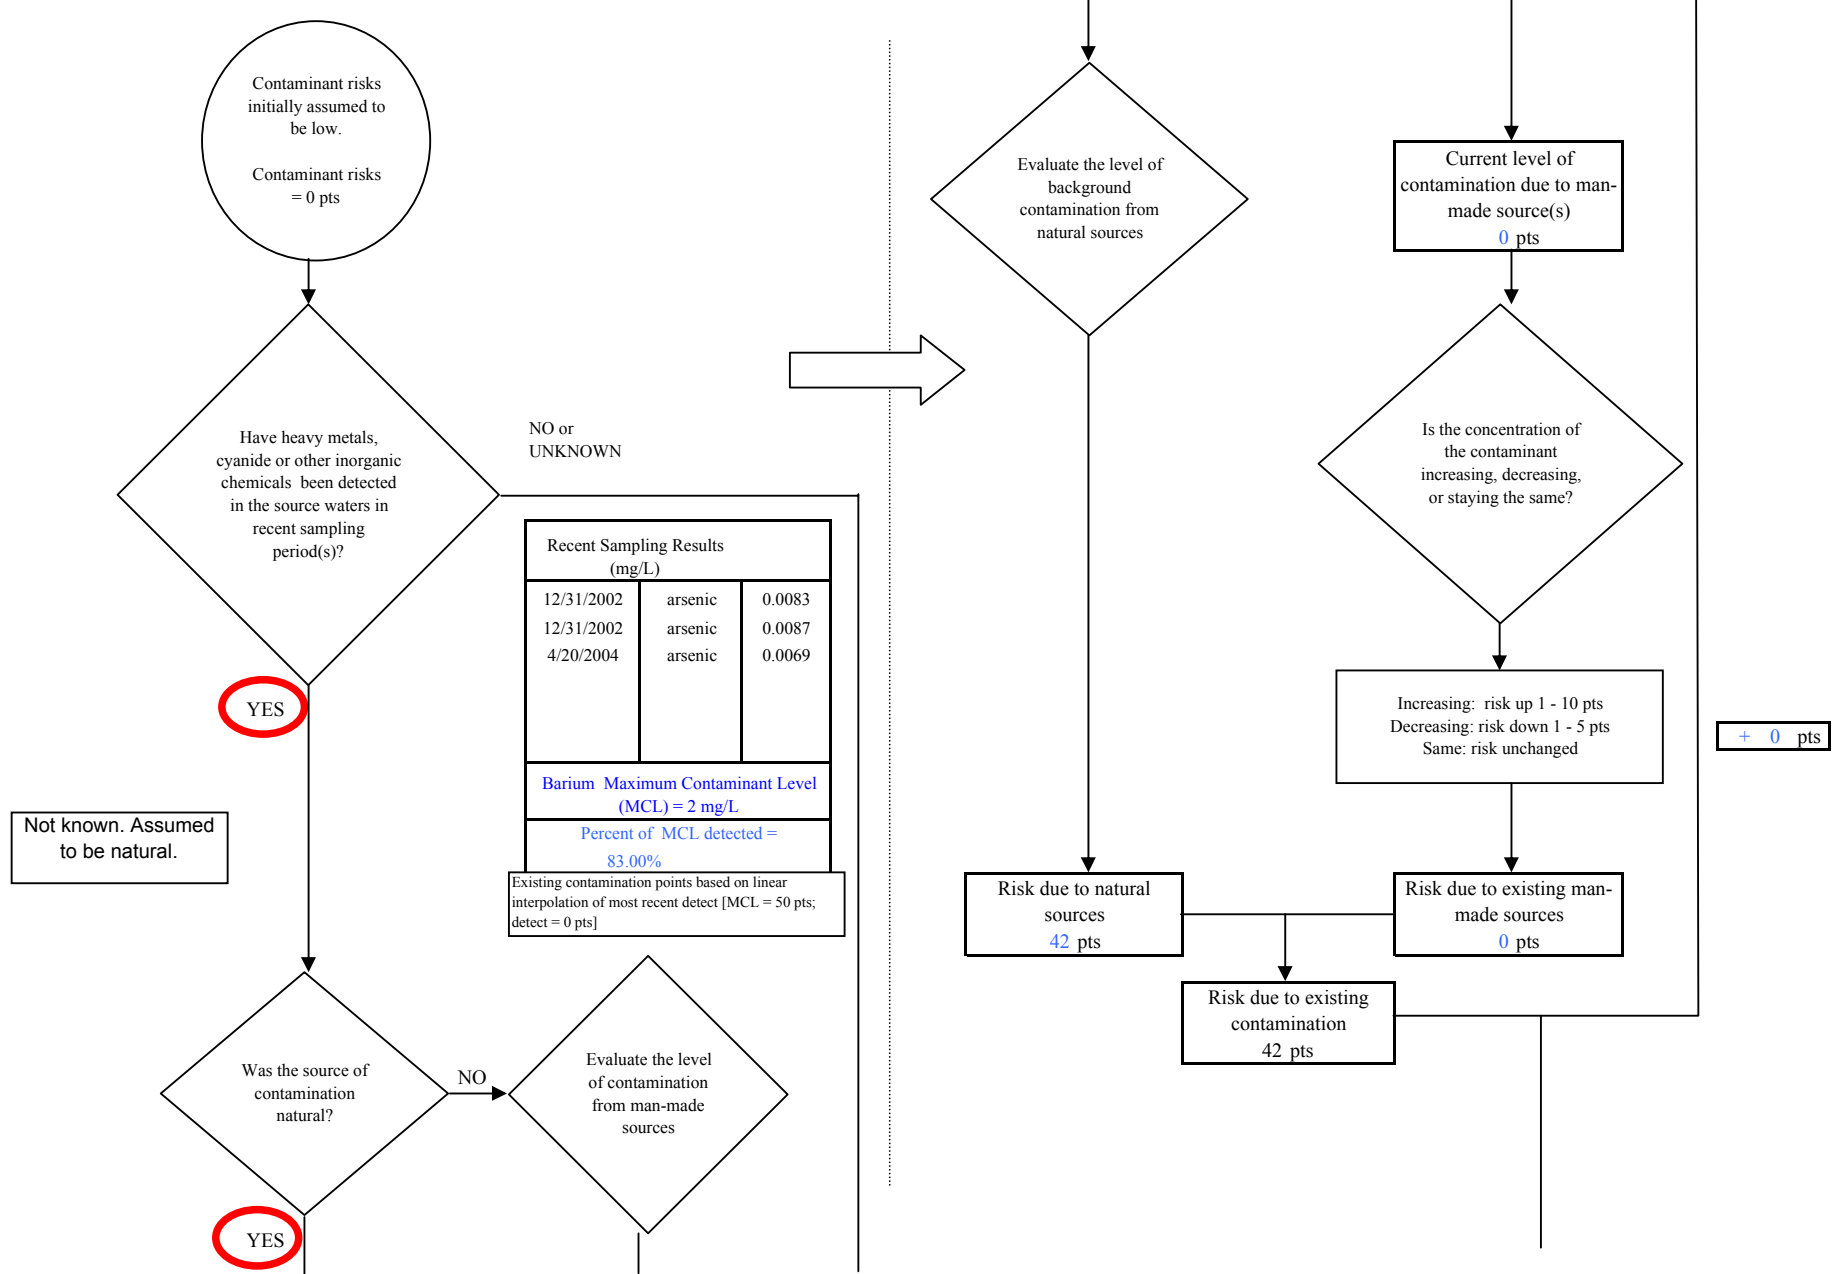 Contaminant risks
initially assumed to
be low.
Contaminant risks
= 0 pts
Have heavy metals,
cyanide or other inorganic
chemicals been detected
in the source waters in
recent sampling
period(s)?
NO or
UNKNOWN
YES
Recent Sampling Results
(mg/L)
12/31/2002 arsenic 0.0083
12/31/2002 arsenic 0.0087
4/20/2004 arsenic 0.0069
Barium Maximum Contaminant Level
(MCL) = 2 mg/L
Percent of MCL detected =
83.00%
Existing contamination points based on linear
interpolation of most recent detect [MCL = 50 pts;
detect = 0 pts]
Not known. Assumed
to be natural.
Was the source of
contamination
natural?
NO
YES
Evaluate the level
of contamination
from man-made
sources
Evaluate the level of
background
contamination from
natural sources
Current level of
contamination due to man-
made source(s)
0 pts
Is the concentration of
the contaminant
increasing, decreasing,
or staying the same?
Increasing: risk up 1 - 10 pts
Decreasing: risk down 1 - 5 pts
Same: risk unchanged
+ 0 pts
Risk due to natural
sources
42 pts
Risk due to existing man-
made sources
0 pts
Risk due to existing
contamination
42 pts